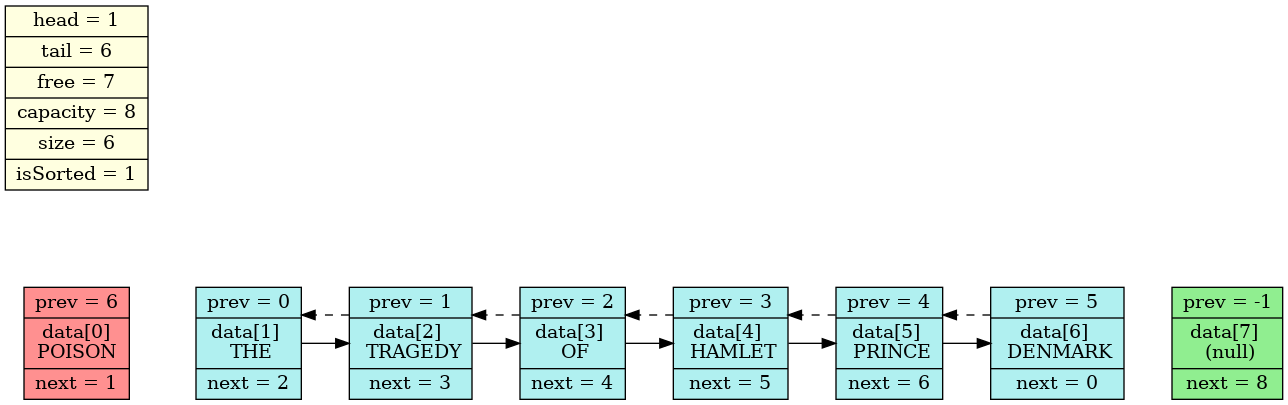 head = 1
tail = 6
free = 7
capacity = 8
size = 6
isSorted = 1
prev = 6
data[0]
POISON
next = 1
prev = 0
data[1]
THE
next = 2
prev = 1
data[2]
TRAGEDY
next = 3
prev = 2
data[3]
OF
next = 4
prev = 3
data[4]
HAMLET
next = 5
prev = 4
data[5]
PRINCE
next = 6
prev = 5
data[6]
DENMARK
next = 0
prev = -1
data[7]
(null)
next = 8